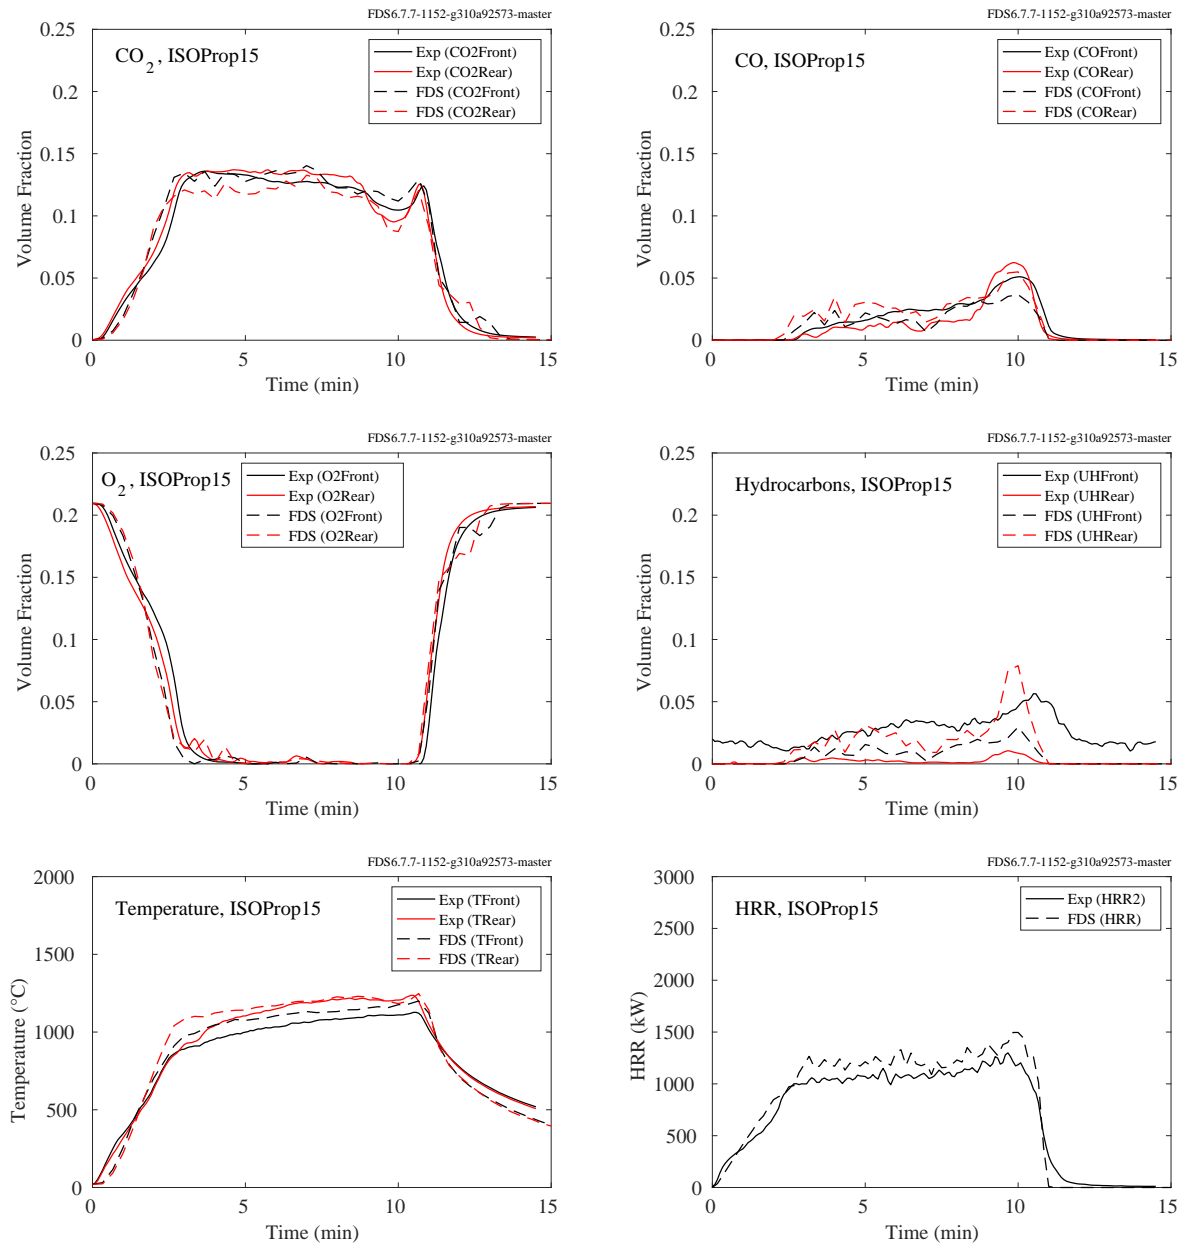 FDS6.7.7-1152-g310a92573-master
CO2, ISOProp15
Exp (CO2Front)
Exp (CO2Rear)
FDS (CO2Front)
FDS (CO2Rear)
0.25
0.2
0.15
0.1
0.05
0
Volume Fraction
0 5 10 15
Time (min)
FDS6.7.7-1152-g310a92573-master
CO, ISOProp15
Exp (COFront)
Exp (CORear)
FDS (COFront)
FDS (CORear)
0.25
0.2
0.15
0.1
0.05
0
Volume Fraction
0 5 10 15
Time (min)
FDS6.7.7-1152-g310a92573-master
O2, ISOProp15
Exp (O2Front)
Exp (O2Rear)
FDS (O2Front)
FDS (O2Rear)
0.25
0.2
0.15
0.1
0.05
0
Volume Fraction
0 5 10 15
Time (min)
FDS6.7.7-1152-g310a92573-master
Hydrocarbons, ISOProp15
Exp (UHFront)
Exp (UHRear)
FDS (UHFront)
FDS (UHRear)
0.25
0.2
0.15
0.1
0.05
0
Volume Fraction
0 5 10 15
Time (min)
FDS6.7.7-1152-g310a92573-master
Temperature, ISOProp15
Exp (TFront)
Exp (TRear)
FDS (TFront)
FDS (TRear)
2000
1500
1000
500
0
Temperature (°C)
0 5 10 15
Time (min)
FDS6.7.7-1152-g310a92573-master
HRR, ISOProp15
Exp (HRR2)
FDS (HRR)
3000
2500
2000
1500
1000
500
0
HRR (kW)
0 5 10 15
Time (min)